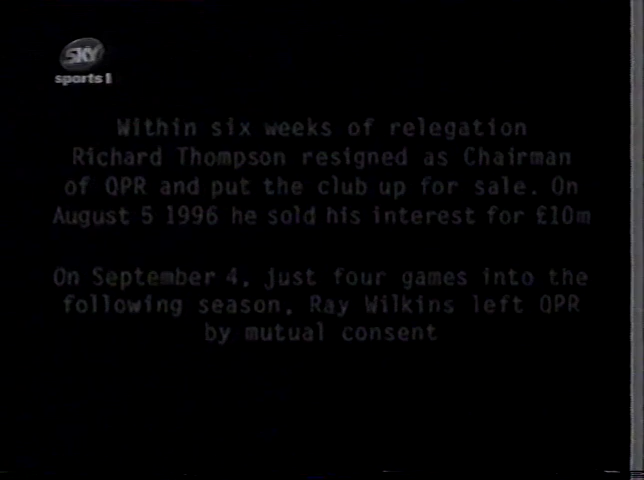 SKY
sports 1
Within six weeks of relegation
Richard Thompson resigned as Chairman
of QPR and put the club up for sale. On
August 5 1996 he sold his interest for £10m
On September 4, just four games into the
following season, Ray Wilkins left QPR
by mutual consent